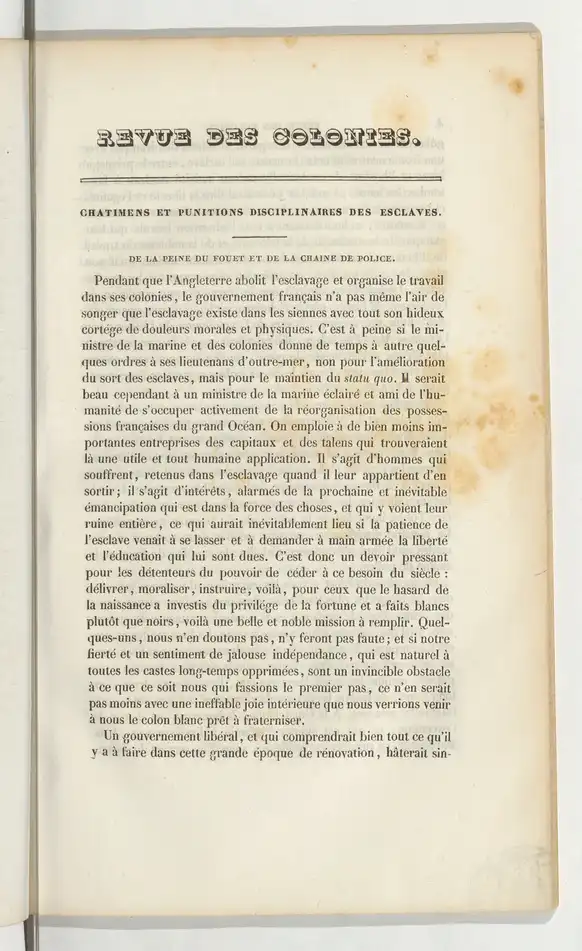 REVUE DES COLONIES.
CHATIMENS ET PUNITIONS DISCIPLINAIRES DES ESCLAVES.
DE LA PEINE DU FOUET ET DE LA CHAINE DE POLICE.
Pendant que l'Angleterre abolit l'esclavage et organise le travail
dans ses colonies, le gouvernement français n'a pas même l'air de
songer que l'esclavage existe dans les siennes avec tout son hideux
cortége de douleurs morales et physiques. C'est à peine si le mi-
nistre de la marine et des colonies donne de temps à autre quel-
ques ordres à ses lieutenans d'outre-mer, non pour l'amélioration
du sort des esclaves, mais pour le maintien du statu quo. Il serait
beau cependant à un ministre de la marine éclairé et ami de l'hu-
manité de s'occuper activement de la réorganisation des posses-
sions françaises du grand Océan. On emploie à de bien moins im-
portantes entreprises des capitaux et des talens qui trouveraient
là une utile et tout humaine application. Il s'agit d'hommes qui
souffrent, retenus dans l'esclavage quand il leur appartient d'en
sortir; il s'agit d'intérêts, alarmés de la prochaine et inévitable
émancipation qui est dans la force des choses, et qui y voient leur
ruine entière, ce qui aurait inévitablement lieu si la patience de
l'esclave venait à se lasser et à demander à main armée la liberté
et l'éducation qui lui sont dues. C'est donc un devoir pressant
pour les détenteurs du pouvoir de céder à ce besoin du siècle :
délivrer, moraliser, instruire, voilà, pour ceux que le hasard de
la naissance a investis du privilége de la fortune et a faits blancs
plutôt que noirs, voilà une belle et noble mission à remplir. Quel-
ques-uns, nous n'en doutons pas, n'y feront pas faute; et si notre
fierté et un sentiment de jalouse indépendance, qui est naturel à
toutes les castes long-temps opprimées, sont un invincible obstacle
à ce que ce soit nous qui fassions le premier pas, ce n'en serait
pas moins avec une ineffable joie intérieure que nous verrions venir
à nous le colon blanc prêt à fraterniser.
Un gouvernement libéral, et qui comprendrait bien tout ce qu'il
y a à faire dans cette grande époque de rénovation, hâterait sin-